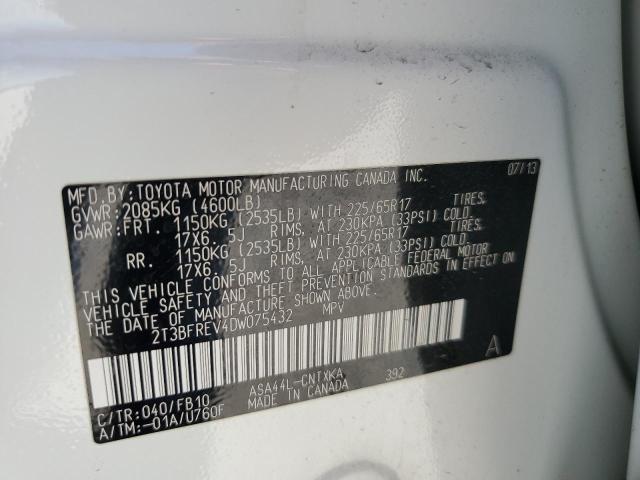 MFD. BY: TOYOTA MOTOR MANUFACTURING CANADA INC. 07/13
GVWR: 2085KG (4600LB)
GAWR: FRT. 1150KG (2535LB) WITH 225/65R17 TIRES.
17X6. 5J RIMS, AT 230KPA (33PSI) COLD.
RR. 1150KG (2535LB) WITH 225/65R17 TIRES.
17X6. 5J RIMS, AT 230KPA (33PSI) COLD.
THIS VEHICLE CONFORMS TO ALL APPLICABLE FEDERAL MOTOR
VEHICLE SAFETY AND THEFT PREVENTION STANDARDS IN EFFECT ON
THE DATE OF MANUFACTURE SHOWN ABOVE.
2T3BFREV4DW075432 MPV
A
C/TR: 040/FB10 ASA44L-CNTXKA 392
A/TM: -01A/U760F MADE IN CANADA